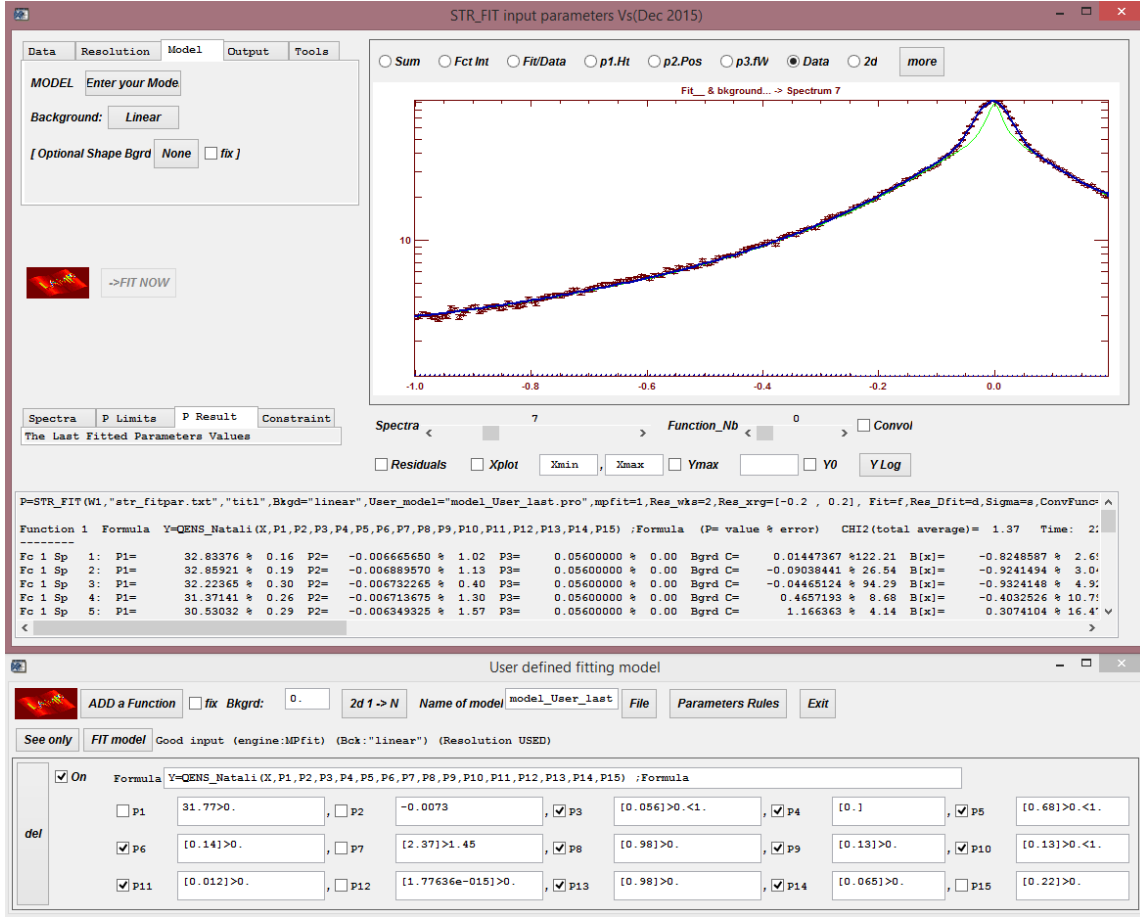 STR_FIT input parameters Vs(Dec 2015)
Data Resolution Model Output Tools
MODEL Enter your Mode
Background: Linear
[ Optional Shape Bgrd None fix ]
->FIT NOW
Sum Fct Int Fit/Data p1.Ht p2.Pos p3.fW Data 2d more
Fit__ & bkground... -> Spectrum 7
10
-1.0 -0.8 -0.6 -0.4 -0.2 0.0
Spectra P Limits P Result Constraint
The Last Fitted Parameters Values
Spectra < 7 > Function_Nb < 0 > Convol
Residuals Xplot Xmin , Xmax Ymax Y0 Y Log
P=STR_FIT(W1,"str_fitpar.txt","titl",Bkgd="linear",User_model="model_User_last.pro",mpfit=1,Res_wks=2,Res_xrg=[-0.2 , 0.2], Fit=f,Res_Dfit=d,Sigma=s,ConvFunc=
Function 1 Formula Y=QENS_Natali(X,P1,P2,P3,P4,P5,P6,P7,P8,P9,P10,P11,P12,P13,P14,P15) ;Formula (P= value % error) CHI2(total average)= 1.37 Time: 22
--------
Fc 1 Sp 1: P1= 32.83376 % 0.16 P2= -0.006665650 % 1.02 P3= 0.05600000 % 0.00 Bgrd C= 0.01447367 %122.21 B[x]= -0.8248587 % 2.6
Fc 1 Sp 2: P1= 32.85921 % 0.19 P2= -0.006889570 % 1.13 P3= 0.05600000 % 0.00 Bgrd C= -0.09038441 % 26.54 B[x]= -0.9241494 % 3.0
Fc 1 Sp 3: P1= 32.22365 % 0.30 P2= -0.006732265 % 0.40 P3= 0.05600000 % 0.00 Bgrd C= -0.04465124 % 94.29 B[x]= -0.9324148 % 4.92
Fc 1 Sp 4: P1= 31.37141 % 0.26 P2= -0.006713675 % 1.30 P3= 0.05600000 % 0.00 Bgrd C= 0.4657193 % 8.68 B[x]= -0.4032526 % 10.79
Fc 1 Sp 5: P1= 30.53032 % 0.29 P2= -0.006349325 % 1.57 P3= 0.05600000 % 0.00 Bgrd C= 1.166363 % 4.14 B[x]= 0.3074104 % 16.4
User defined fitting model
ADD a Function fix Bkgrd: 0. 2d 1 -> N Name of model model_User_last File Parameters Rules Exit
See only FIT model Good input (engine:MPfit) (Bck:"linear") (Resolution USED)
del On Formula Y=QENS_Natali(X,P1,P2,P3,P4,P5,P6,P7,P8,P9,P10,P11,P12,P13,P14,P15) ;Formula
P1 31.77>0. , P2 -0.0073 , P3 [0.056]>0.<1. , P4 [0.] , P5 [0.68]>0.<1.
P6 [0.14]>0. , P7 [2.37]>1.45 , P8 [0.98]>0. , P9 [0.13]>0. , P10 [0.13]>0.<1.
P11 [0.012]>0. , P12 [1.77636e-015]>0. , P13 [0.98]>0. , P14 [0.065]>0. , P15 [0.22]>0.